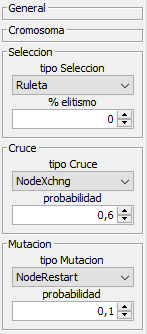 General
Cromosoma
Seleccion
tipo Seleccion
Ruleta
% elitismo
0
Cruce
tipo Cruce
NodeXchng
probabilidad
0,6
Mutacion
tipo Mutacion
NodeRestart
probabilidad
0,1